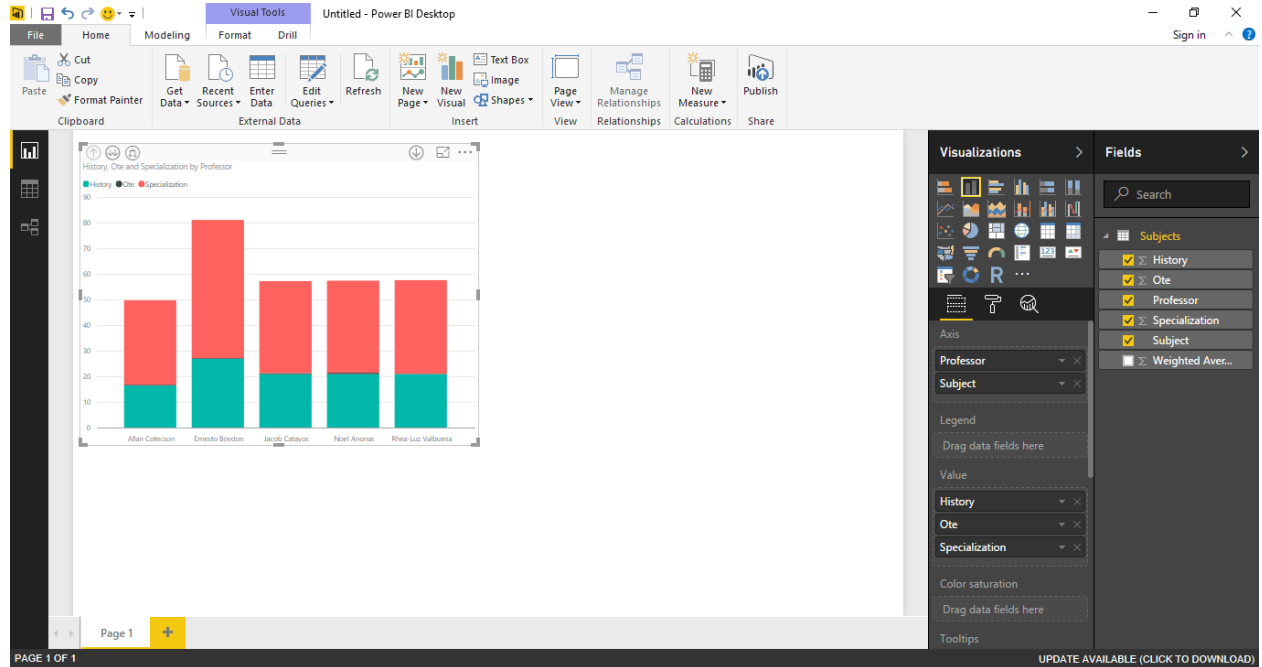 Visual Tools
Untitled - Power BI Desktop
File Home Modeling Format Drill
Sign in
Paste
Cut
Copy
Format Painter
Clipboard
Get Data
Recent Sources
Enter Data
Edit Queries
Refresh
External Data
New Page
New Visual
Text Box
Image
Shapes
Insert
Page View
View
Manage Relationships
Relationships
New Measure
Calculations
Publish
Share
History, Ote and Specialization by Professor
History Ote Specialization
90
80
70
60
50
40
30
20
10
0
Allan Cotecson Ernesto Boydon Jacob Catayoc Noel Anonas Rhea-Luz Valbuena
Visualizations
123
R
Axis
Professor
Subject
Legend
Drag data fields here
Value
History
Ote
Specialization
Color saturation
Drag data fields here
Tooltips
Fields
Search
Subjects
Σ History
Σ Ote
Professor
Σ Specialization
Subject
Σ Weighted Aver...
Page 1
PAGE 1 OF 1
UPDATE AVAILABLE (CLICK TO DOWNLOAD)